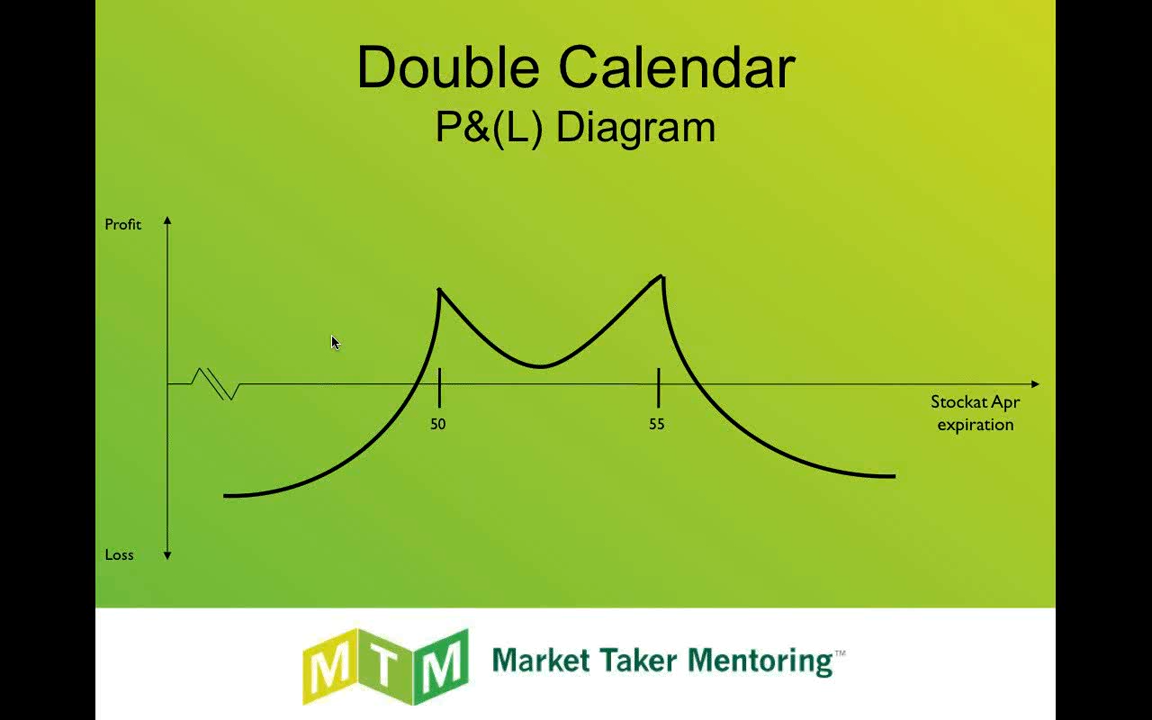 Double Calendar
P&(L) Diagram
Profit
50
55
Stockat Apr
expiration
Loss
MTM
Market Taker Mentoring™